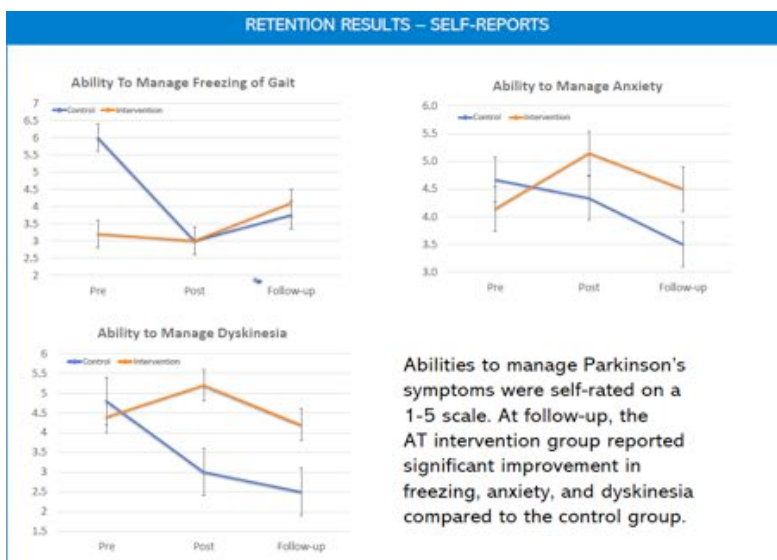 RETENTION RESULTS – SELF-REPORTS
Ability To Manage Freezing of Gait
7
Control Intervention
6.5
6
5.5
5
4.5
4
3.5
3
2.5
2
Pre Post Follow-up
Ability to Manage Anxiety
6.0
Control Intervention
5.5
5.0
4.5
4.0
3.5
3.0
Pre Post Follow-up
Ability to Manage Dyskinesia
6
Control Intervention
5.5
5
4.5
4
3.5
3
2.5
2
1.5
Pre Post Follow-up
Abilities to manage Parkinson's
symptoms were self-rated on a
1-5 scale. At follow-up, the
AT intervention group reported
significant improvement in
freezing, anxiety, and dyskinesia
compared to the control group.